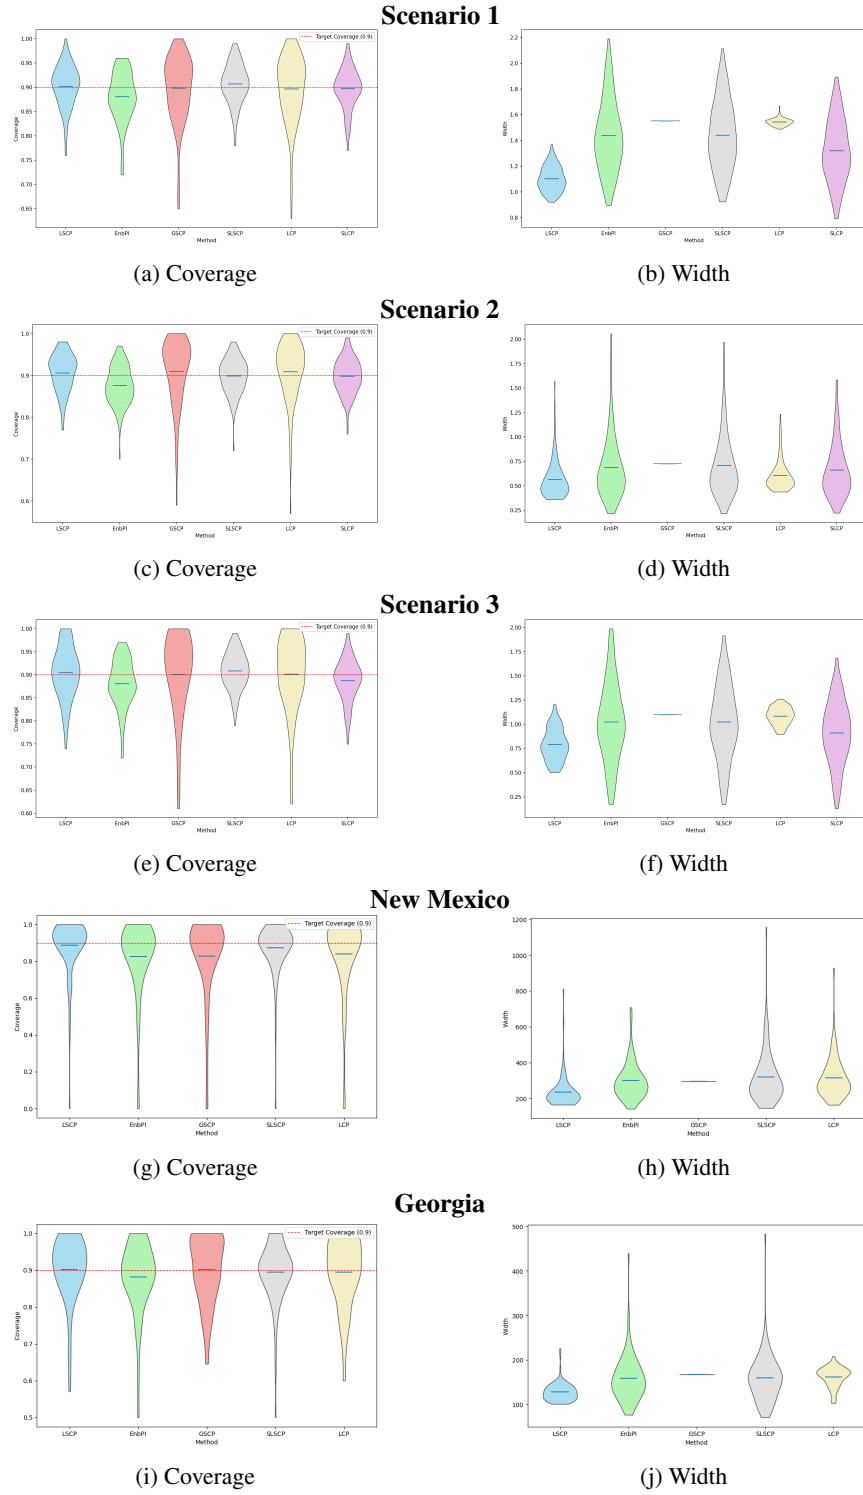 Scenario 1
1.00
0.95
0.90
0.85
0.80
0.75
0.70
0.65
Coverage
Target Coverage (0.9)
LSCP EnbPI GSCP SLSCP LCP SLCP
Method
2.2
2.0
1.8
1.6
1.4
1.2
1.0
0.8
Width
LSCP EnbPI GSCP SLSCP LCP SLCP
Method
(a) Coverage
(b) Width
Scenario 2
1.0
0.9
0.8
0.7
0.6
Coverage
Target Coverage (0.9)
LSCP EnbPI GSCP SLSCP LCP SLCP
Method
2.00
1.75
1.50
1.25
1.00
0.75
0.50
0.25
Width
LSCP EnbPI GSCP SLSCP LCP SLCP
Method
(c) Coverage
(d) Width
Scenario 3
1.00
0.95
0.90
0.85
0.80
0.75
0.70
0.65
0.60
Coverage
Target Coverage (0.9)
LSCP EnbPI GSCP SLSCP LCP SLCP
Method
2.00
1.75
1.50
1.25
1.00
0.75
0.50
0.25
Width
LSCP EnbPI GSCP SLSCP LCP SLCP
Method
(e) Coverage
(f) Width
New Mexico
1.0
0.8
0.6
0.4
0.2
0.0
Coverage
Target Coverage (0.9)
LSCP EnbPI GSCP SLSCP LCP
Method
1200
1000
800
600
400
200
Width
LSCP EnbPI GSCP SLSCP LCP
Method
(g) Coverage
(h) Width
Georgia
1.0
0.9
0.8
0.7
0.6
0.5
Coverage
Target Coverage (0.9)
LSCP EnbPI GSCP SLSCP LCP
Method
500
400
300
200
100
Width
LSCP EnbPI GSCP SLSCP LCP
Method
(i) Coverage
(j) Width